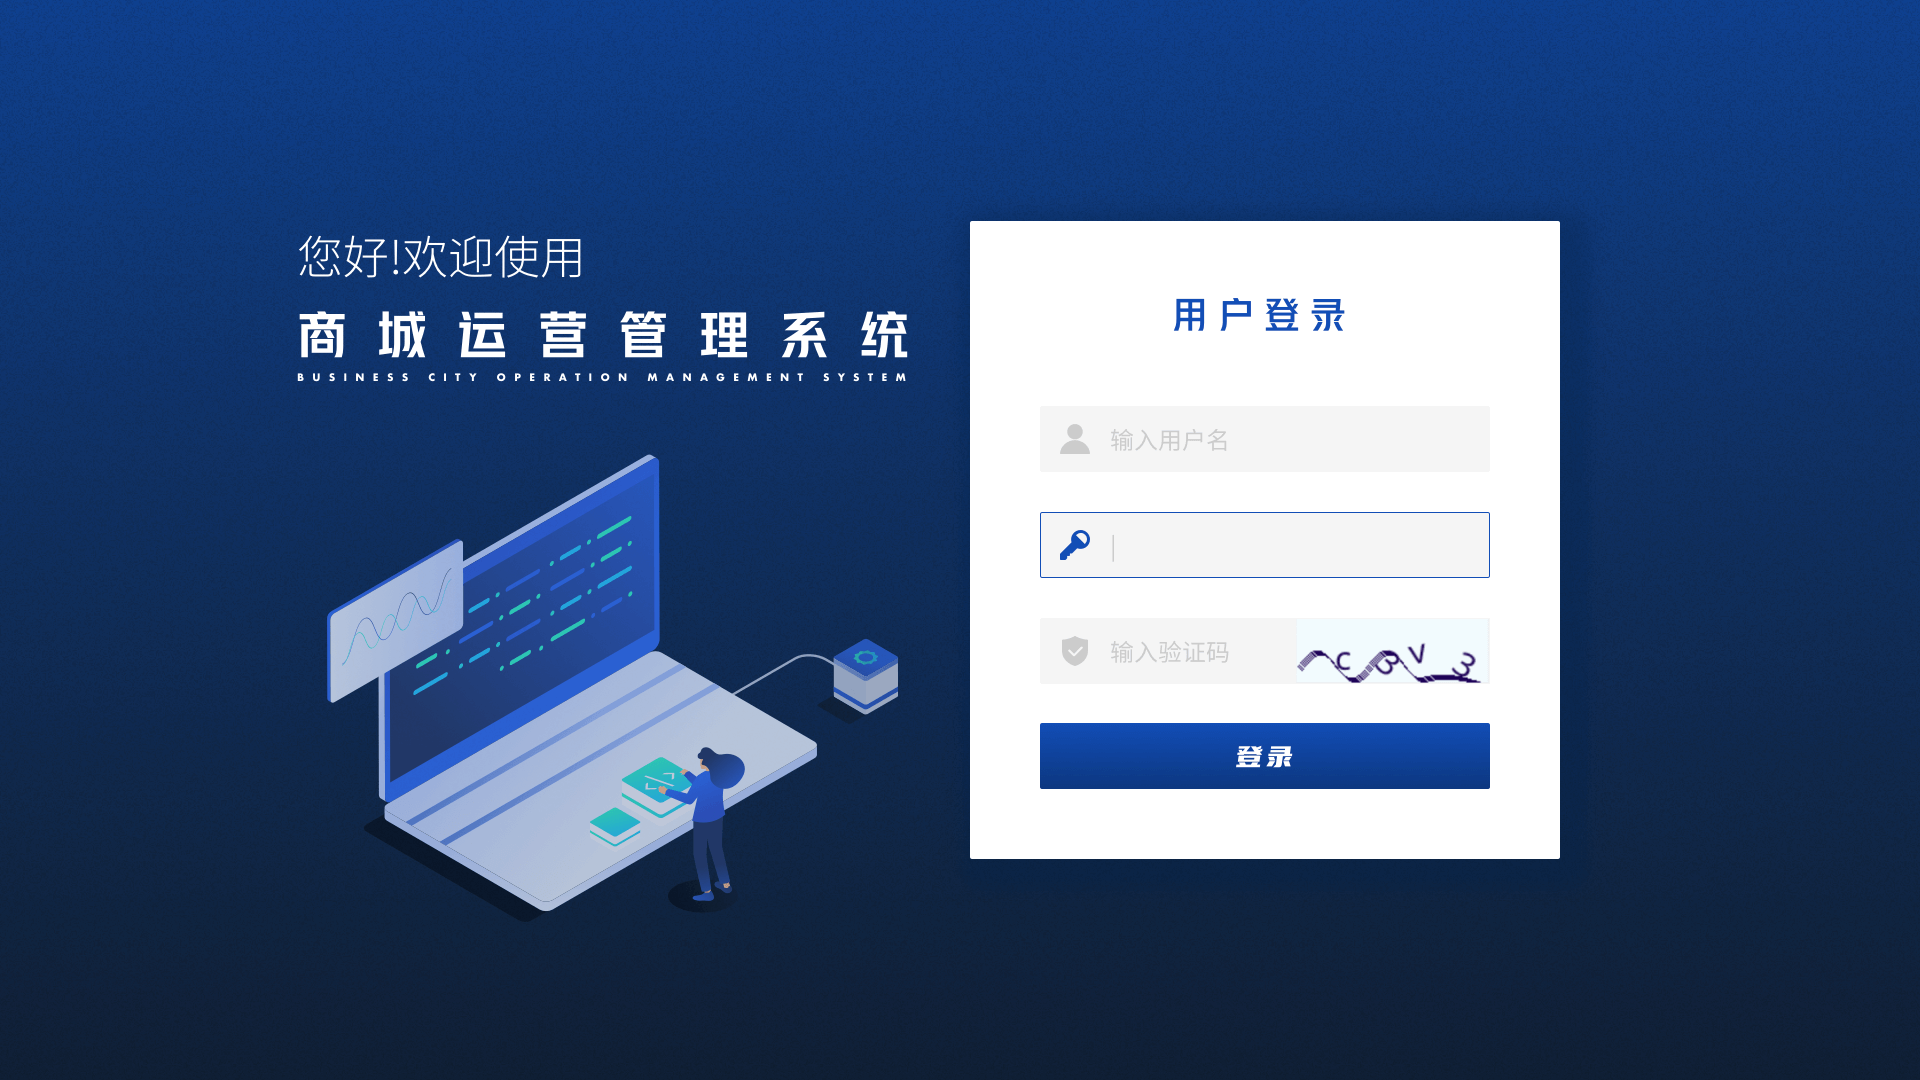 您好!欢迎使用
商城运营管理系统
BUSINESS CITY OPERATION MANAGEMENT SYSTEM
用户登录
输入用户名
输入验证码
CBV3
登录